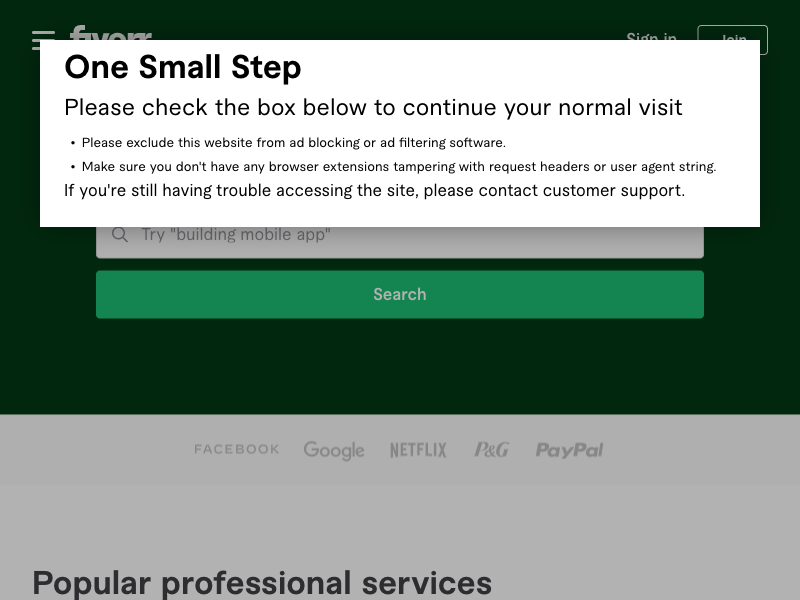 fiverr
Sign in
Join
One Small Step
Please check the box below to continue your normal visit
• Please exclude this website from ad blocking or ad filtering software.
• Make sure you don't have any browser extensions tampering with request headers or user agent string.
If you're still having trouble accessing the site, please contact customer support.
Try "building mobile app"
Search
FACEBOOK Google NETFLIX P&G PayPal
Popular professional services